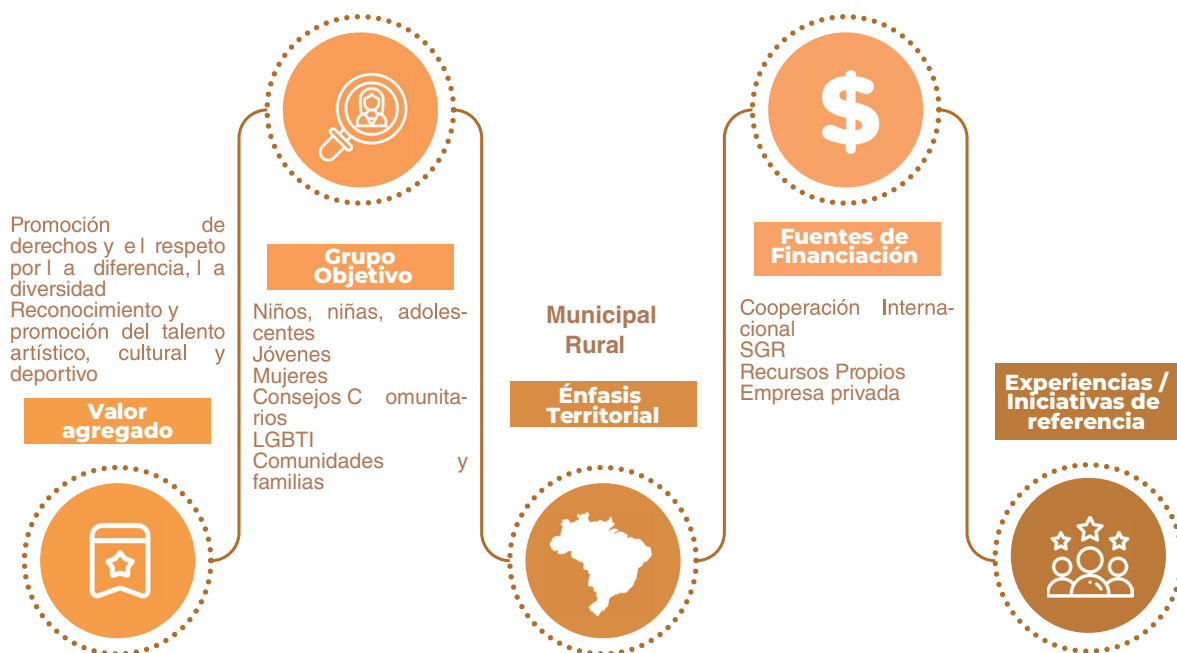 Promoción de
derechos y e l respeto
por l a diferencia, l a
diversidad
Reconocimiento y
promoción del talento
artístico, cultural y
deportivo
Valor
agregado
Grupo
Objetivo
Niños, niñas, adoles-
centes
Jóvenes
Mujeres
Consejos C omunita-
rios
LGBTI
Comunidades y
familias
Municipal
Rural
Énfasis
Territorial
$
Fuentes de
Financiación
Cooperación Interna-
cional
SGR
Recursos Propios
Empresa privada
Experiencias /
Iniciativas de
referencia